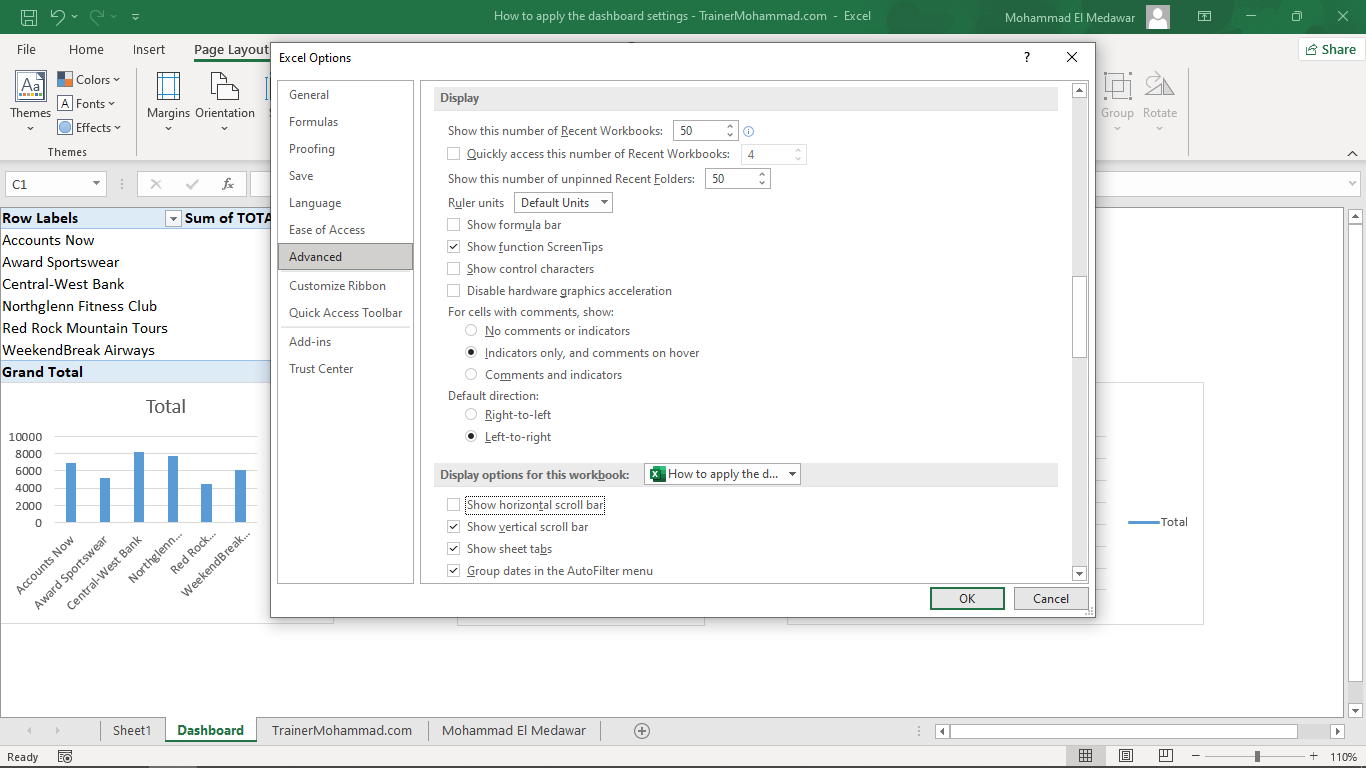 How to apply the dashboard settings - TrainerMohammad.com - Excel
Mohammad El Medawar
File Home Insert Page Layout
Share
Excel Options
?
Themes
Colors
Fonts
Effects
Margins
Orientation
Group
Rotate
Themes
C1
fx
Row Labels Sum of TOTA
Accounts Now
Award Sportswear
Central-West Bank
Northglenn Fitness Club
Red Rock Mountain Tours
WeekendBreak Airways
Grand Total
Total
10000
8000
6000
4000
2000
0
Accounts Now
Award Sportswear
Central-West Bank
Northglenn...
Red Rock...
WeekendBreak...
General
Formulas
Proofing
Save
Language
Ease of Access
Advanced
Customize Ribbon
Quick Access Toolbar
Add-ins
Trust Center
Display
Show this number of Recent Workbooks: 50
Quickly access this number of Recent Workbooks: 4
Show this number of unpinned Recent Folders: 50
Ruler units Default Units
Show formula bar
Show function ScreenTips
Show control characters
Disable hardware graphics acceleration
For cells with comments, show:
No comments or indicators
Indicators only, and comments on hover
Comments and indicators
Default direction:
Right-to-left
Left-to-right
Display options for this workbook: How to apply the d...
Show horizontal scroll bar
Show vertical scroll bar
Show sheet tabs
Group dates in the AutoFilter menu
OK Cancel
Total
Sheet1 Dashboard TrainerMohammad.com Mohammad El Medawar
Ready
110%